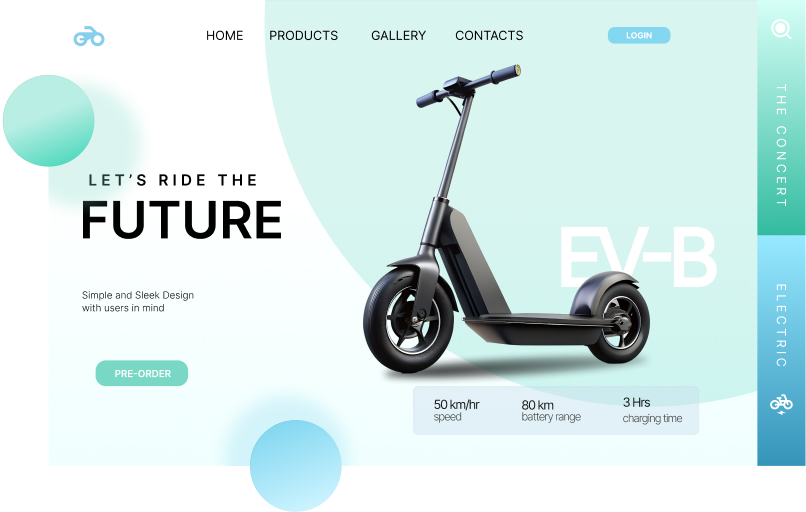 HOME PRODUCTS GALLERY CONTACTS LOGIN
LET’S RIDE THE
FUTURE
Simple and Sleek Design
with users in mind
PRE-ORDER
EV-B
50 km/hr
speed
80 km
battery range
3 Hrs
charging time
THE CONCERT
ELECTRIC